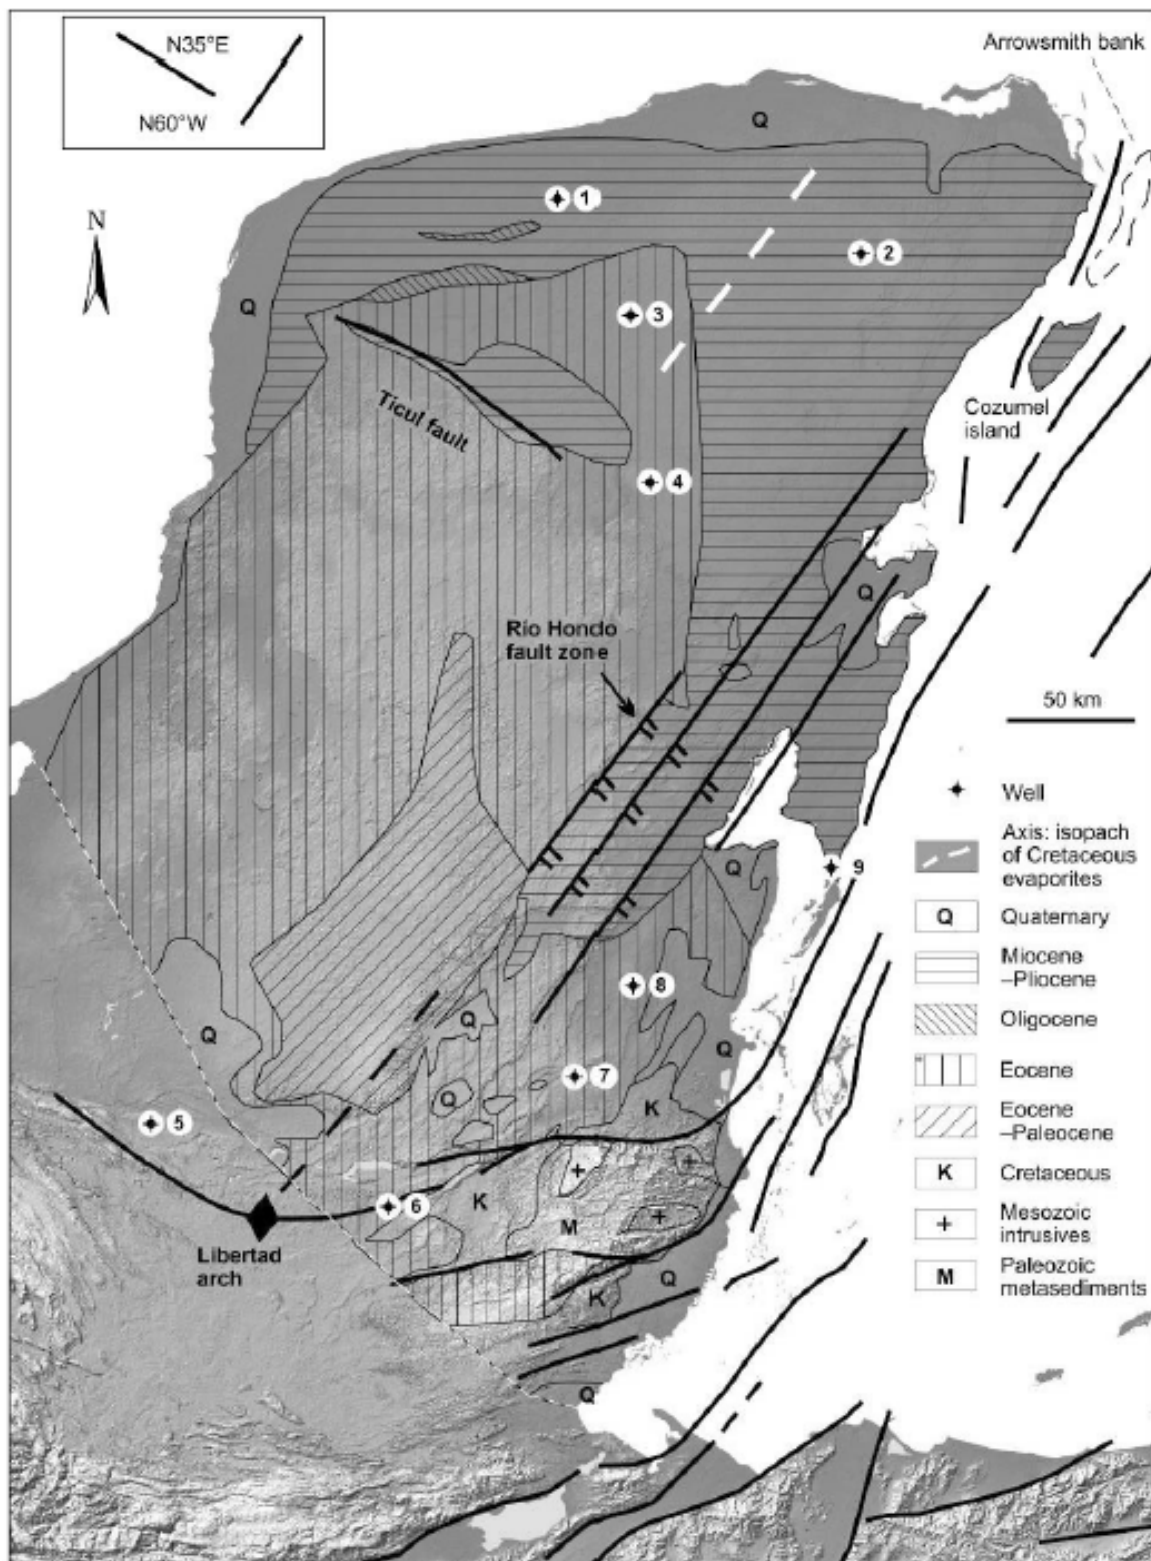 N35°E
N60°W
Arrowsmith bank
N
Q
1
2
Q
3
Ticul fault
Cozumel
island
4
Q
Río Hondo
fault zone
50 km
Well
Axis: isopach
of Cretaceous
evaporites
Q Quaternary
Miocene
–Pliocene
Oligocene
Eocene
Eocene
–Paleocene
K Cretaceous
+ Mesozoic
intrusives
M Paleozoic
metasediments
Q
9
8
Q
Q
Q
7
Q
K
5
+
+
6
K
M
+
Libertad
arch
Q
K
Q